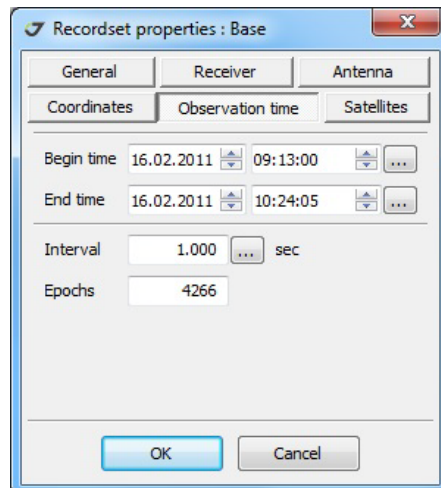 Recordset properties : Base
General Receiver Antenna
Coordinates Observation time Satellites
Begin time 16.02.2011 09:13:00 ...
End time 16.02.2011 10:24:05 ...
Interval 1.000 ... sec
Epochs 4266
OK Cancel